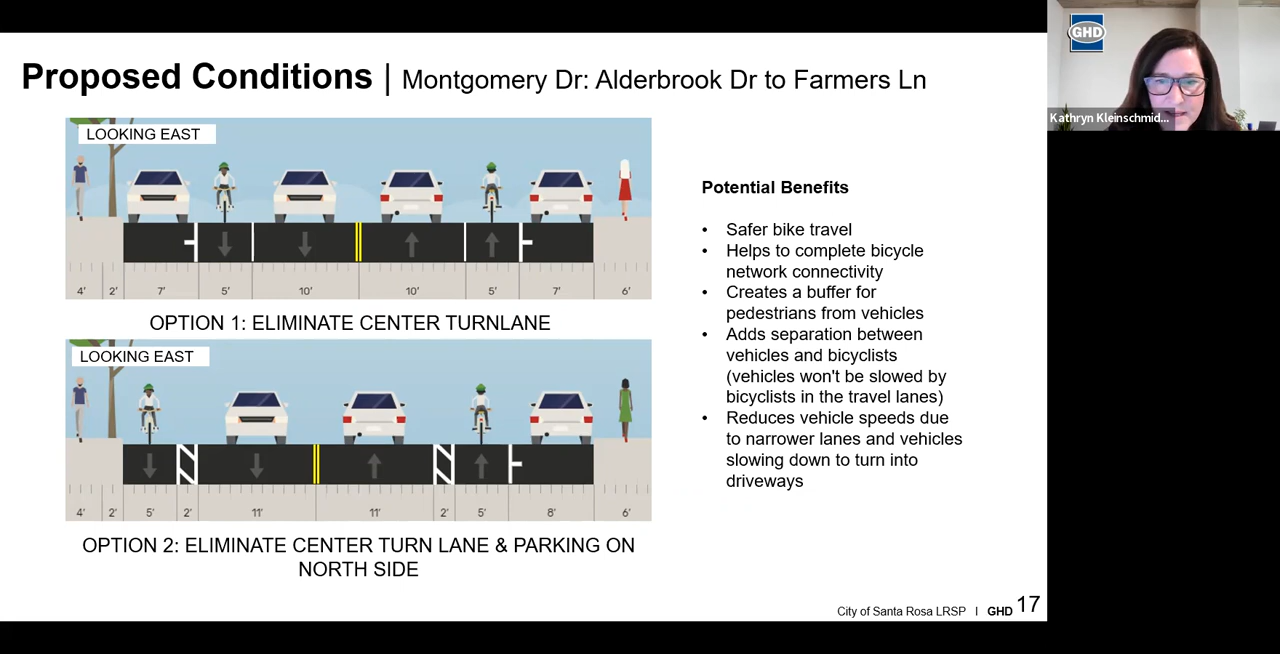 Proposed Conditions | Montgomery Dr: Alderbrook Dr to Farmers Ln
LOOKING EAST
4' 2' 7' 5' 10' 10' 5' 7' 6'
OPTION 1: ELIMINATE CENTER TURNLANE
LOOKING EAST
4' 2' 5' 2' 11' 11' 2' 5' 8' 6'
OPTION 2: ELIMINATE CENTER TURN LANE & PARKING ON
NORTH SIDE
Potential Benefits
• Safer bike travel
• Helps to complete bicycle
network connectivity
• Creates a buffer for
pedestrians from vehicles
• Adds separation between
vehicles and bicyclists
(vehicles won't be slowed by
bicyclists in the travel lanes)
• Reduces vehicle speeds due
to narrower lanes and vehicles
slowing down to turn into
driveways
City of Santa Rosa LRSP | GHD 17
GHD
Kathryn Kleinschmid...